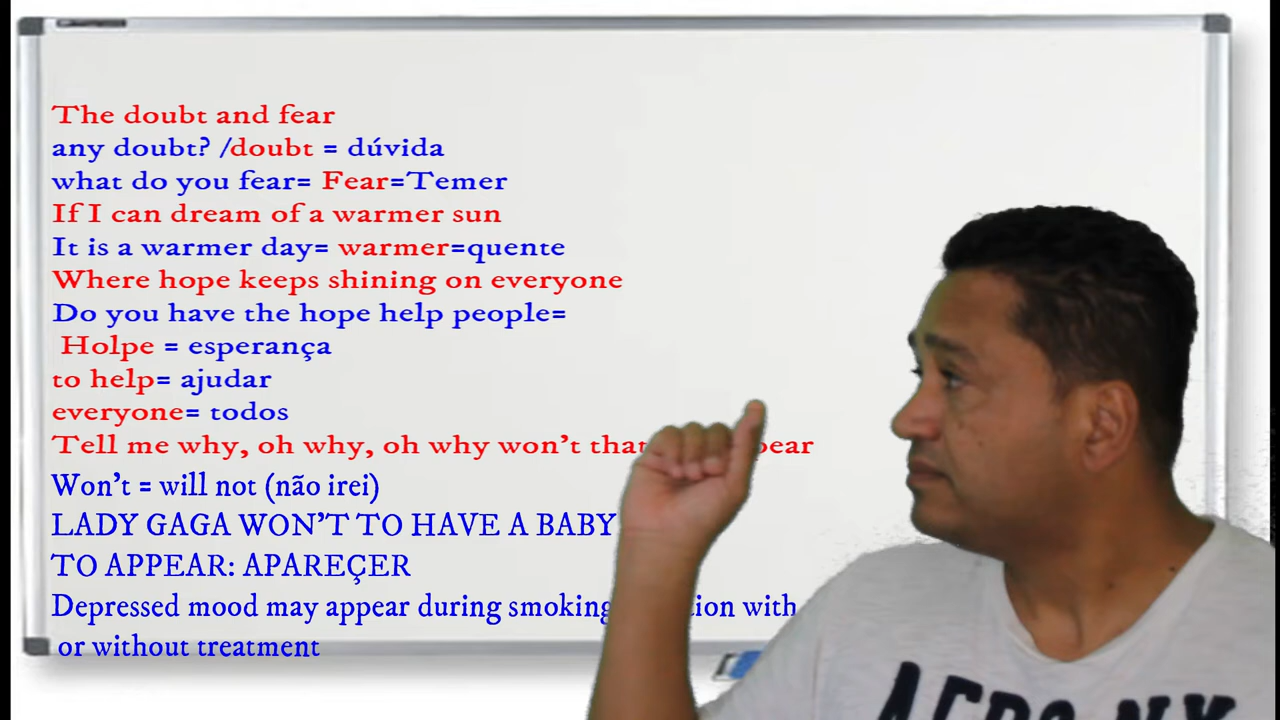 The doubt and fear
any doubt? /doubt = dúvida
what do you fear= Fear=Temer
If I can dream of a warmer sun
It is a warmer day= warmer=quente
Where hope keeps shining on everyone
Do you have the hope help people=
Holpe = esperança
to help= ajudar
everyone= todos
Tell me why, oh why, oh why won't that
Won't = will not (não irei)
LADY GAGA WON'T TO HAVE A BABY
TO APPEAR: APAREÇER
Depressed mood may appear during smoking with
or without treatment